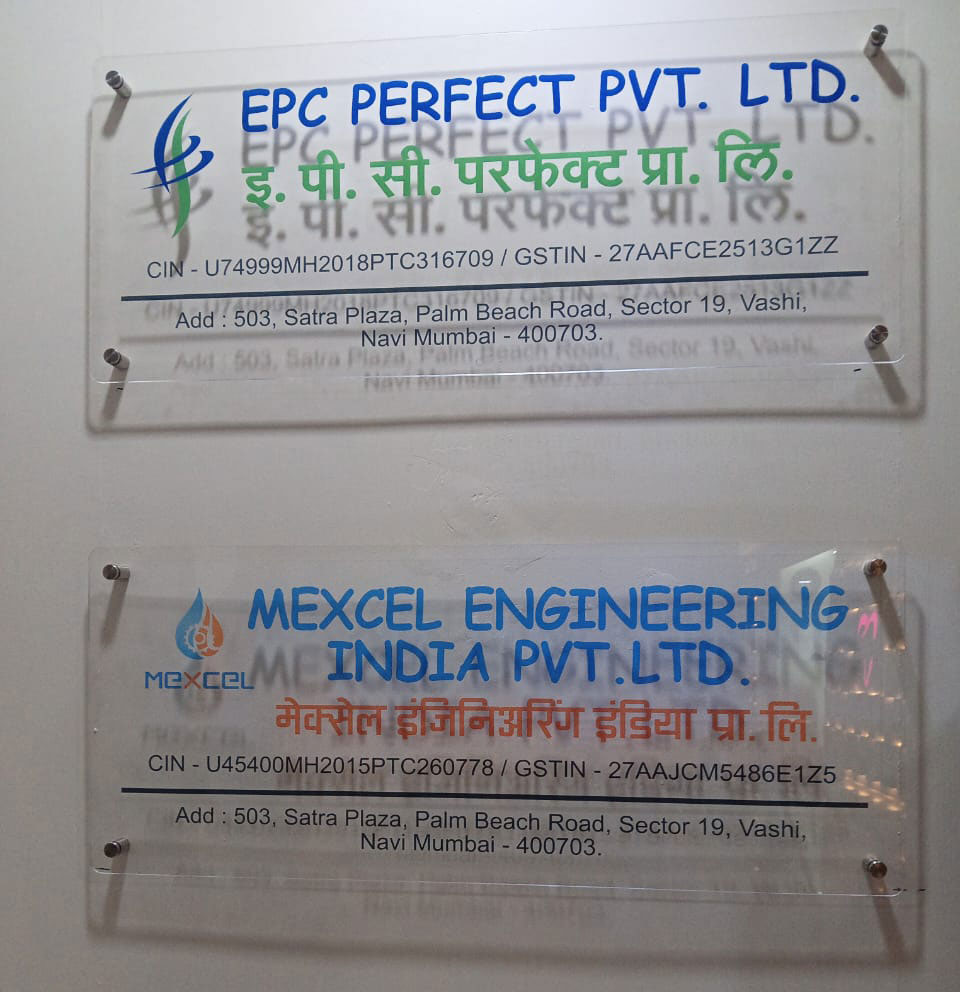 EPC PERFECT PVT. LTD.
इ. पी. सी. परफेक्ट प्रा. लि.
CIN - U74999MH2018PTC316709 / GSTIN - 27AAFCE2513G1ZZ
Add : 503, Satra Plaza, Palm Beach Road, Sector 19, Vashi,
Navi Mumbai - 400703.
MEXCEL
MEXCEL ENGINEERING
INDIA PVT.LTD.
मेक्सेल इंजिनिअरिंग इंडिया प्रा. लि.
CIN - U45400MH2015PTC260778 / GSTIN - 27AAJCM5486E1Z5
Add : 503, Satra Plaza, Palm Beach Road, Sector 19, Vashi,
Navi Mumbai - 400703.